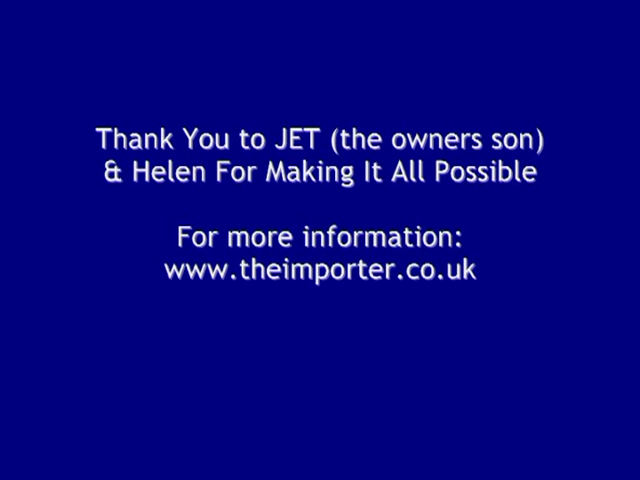 Thank You to JET (the owners son)
& Helen For Making It All Possible
For more information:
www.theimporter.co.uk